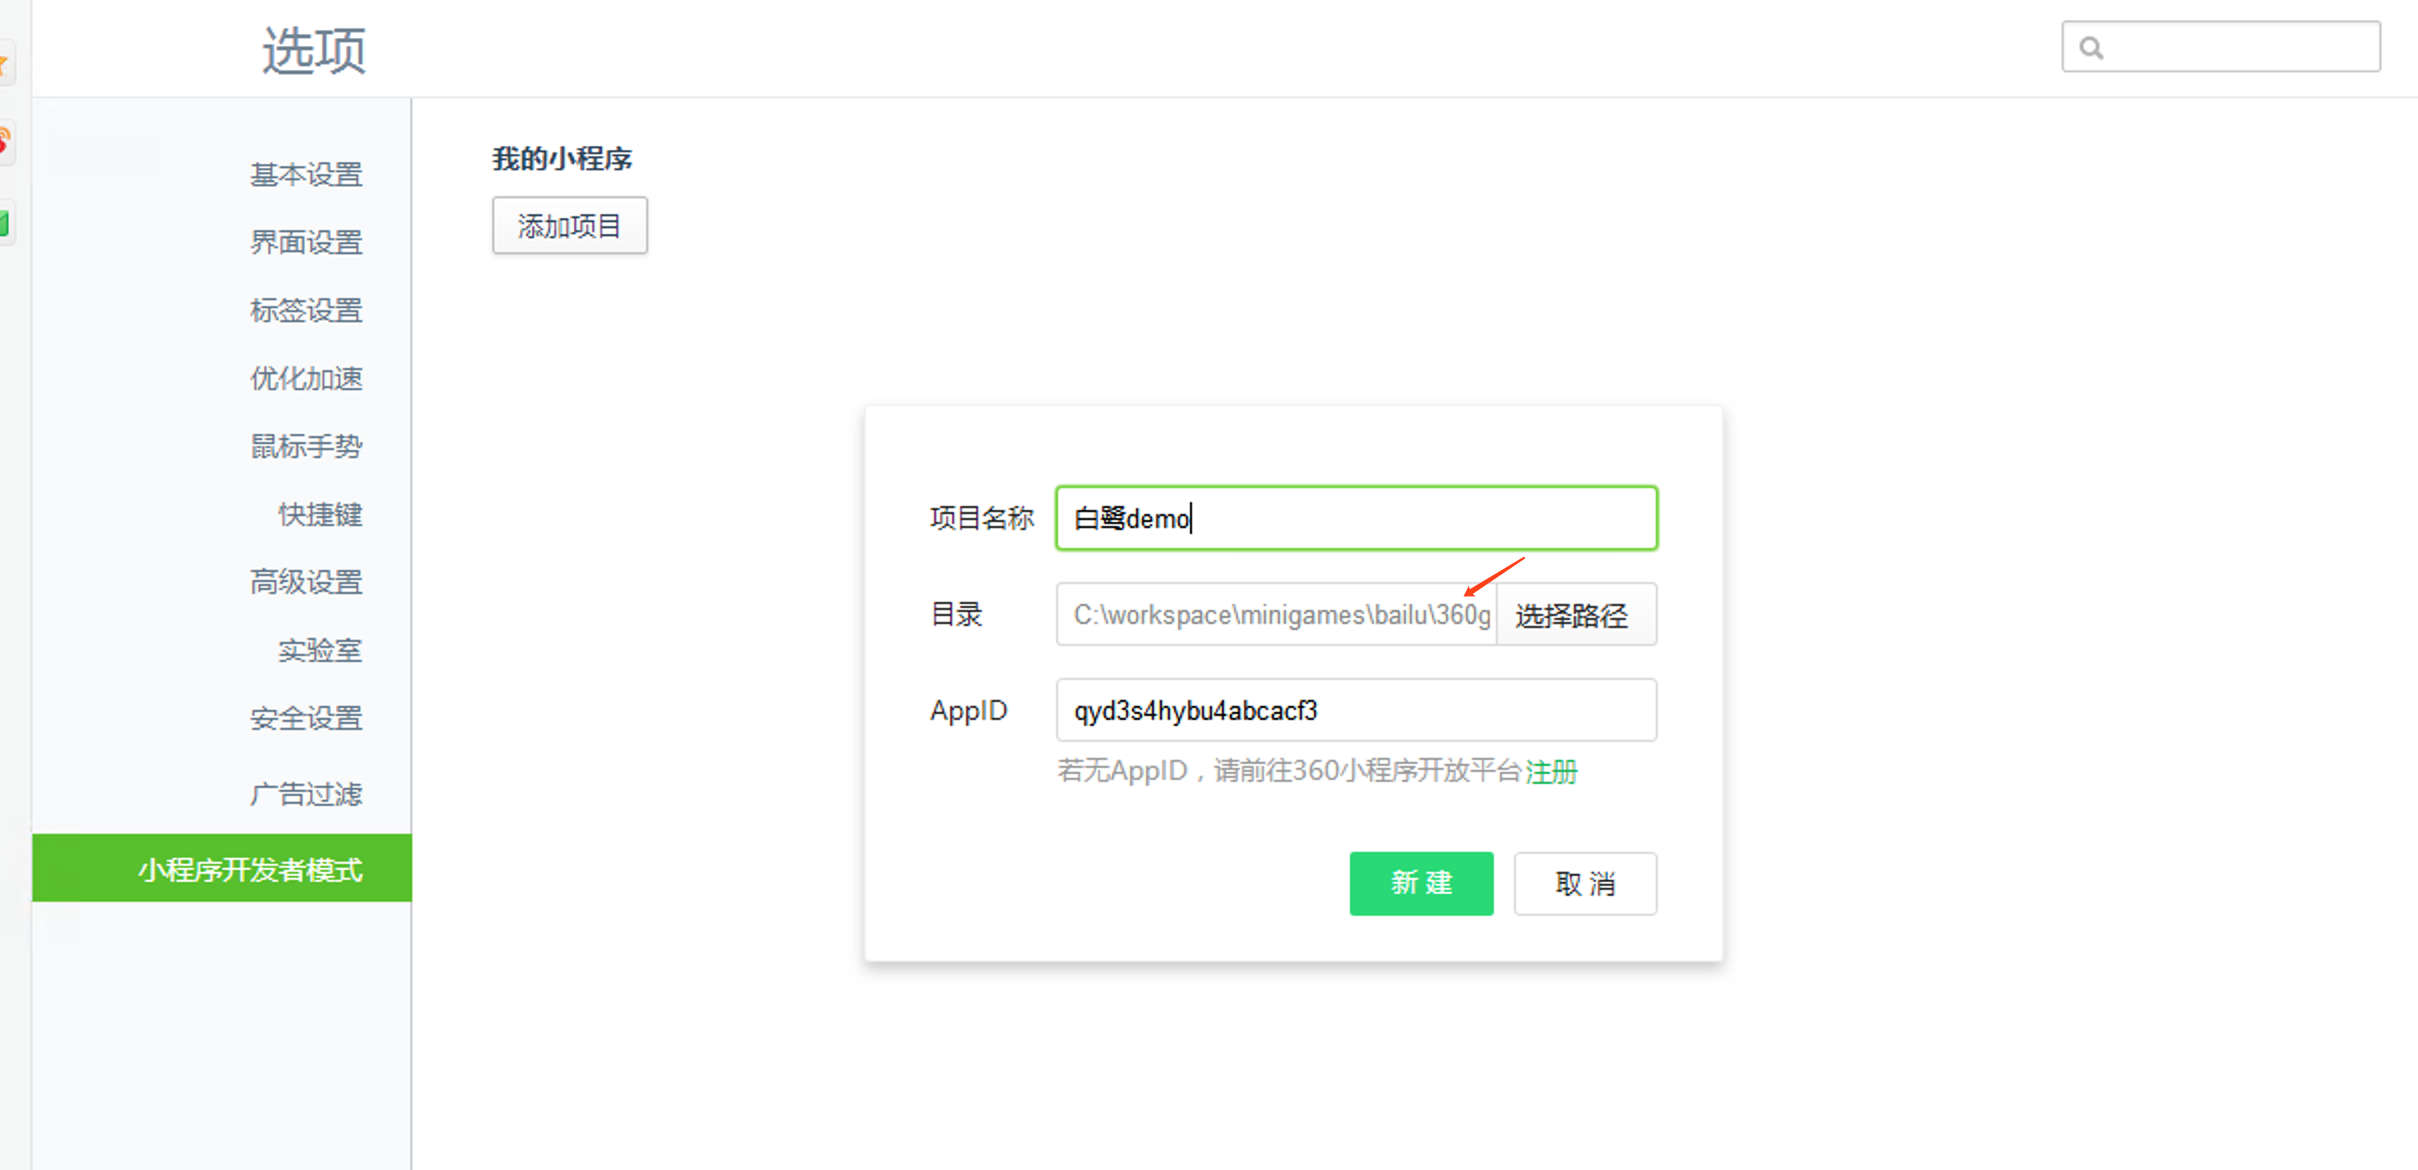 选项
基本设置
界面设置
标签设置
优化加速
鼠标手势
快捷键
高级设置
实验室
安全设置
广告过滤
小程序开发者模式
我的小程序
添加项目
项目名称 白鹭demo
目录 C:\workspace\minigames\bailu\360g 选择路径
AppID qyd3s4hybu4abcacf3
若无AppID，请前往360小程序开放平台注册
新 建 取 消